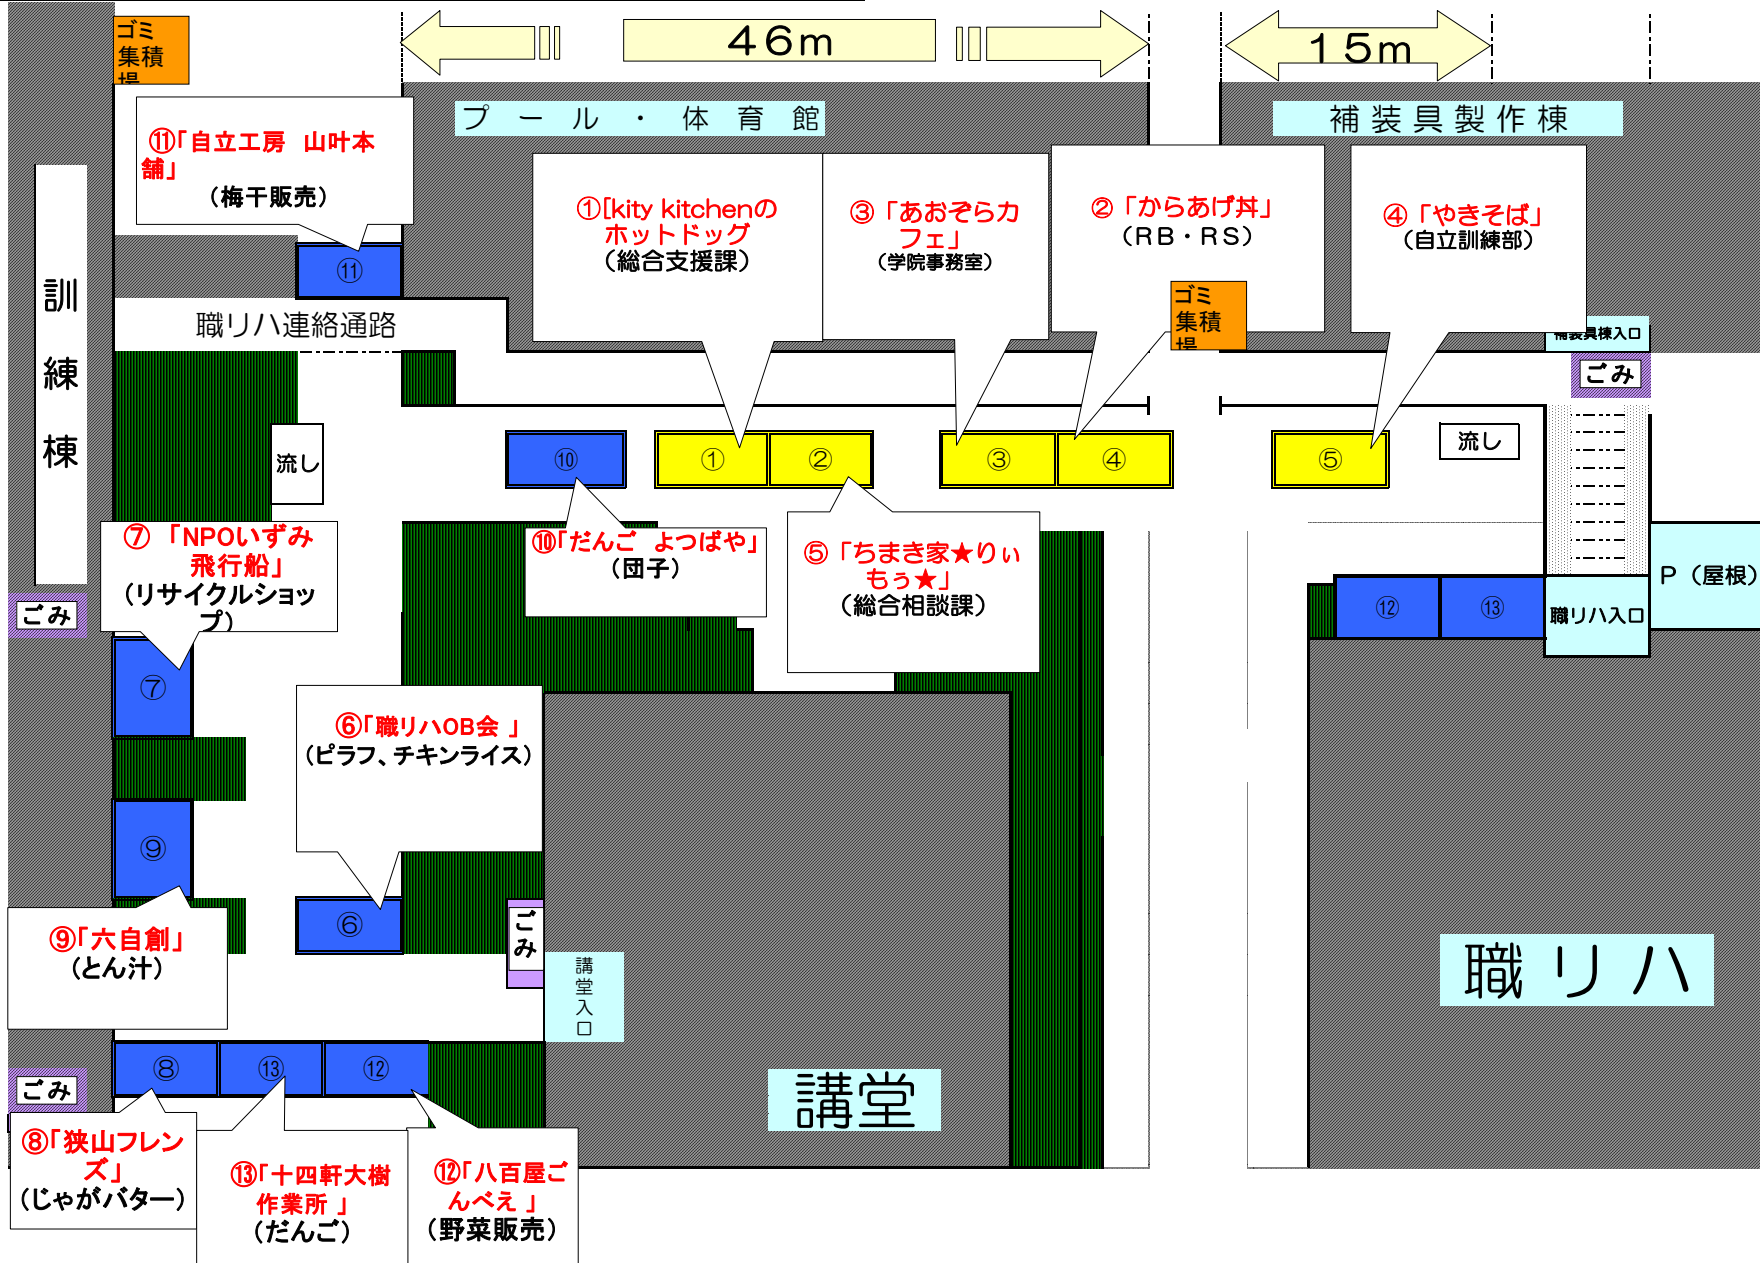 ゴミ
集積
場
46m
15m
プール・体育館
補装具製作棟
⑪「自立工房 山叶本
舗」
(梅干販売)
①[kity kitchenの
ホットドッグ
(総合支援課)
③「あおぞらカ
フェ」
(学院事務室)
②「からあげ丼」
(RB・RS)
④「やきそば」
(自立訓練部)
⑪
ゴミ
集積
場
職リハ連絡通路
補装具棟入口
ごみ
訓練棟
流し
⑩
①
②
③
④
⑤
流し
⑦「NPOいずみ
飛行船」
(リサイクルショッ
プ)
⑩「だんご よつばや」
(団子)
⑤「ちまき家★りぃ
もぅ★」
(総合相談課)
P(屋根)
ごみ
⑫
⑬
職リハ入口
⑦
⑥「職リハOB会 」
(ピラフ、チキンライス)
⑨
⑥
ごみ
⑨「六自創」
(とん汁)
講堂入口
職リハ
⑧
⑬
⑫
ごみ
講堂
⑧「狭山フレン
ズ」
(じゃがバター)
⑬「十四軒大樹
作業所 」
(だんご)
⑫「八百屋ご
んべえ 」
(野菜販売)